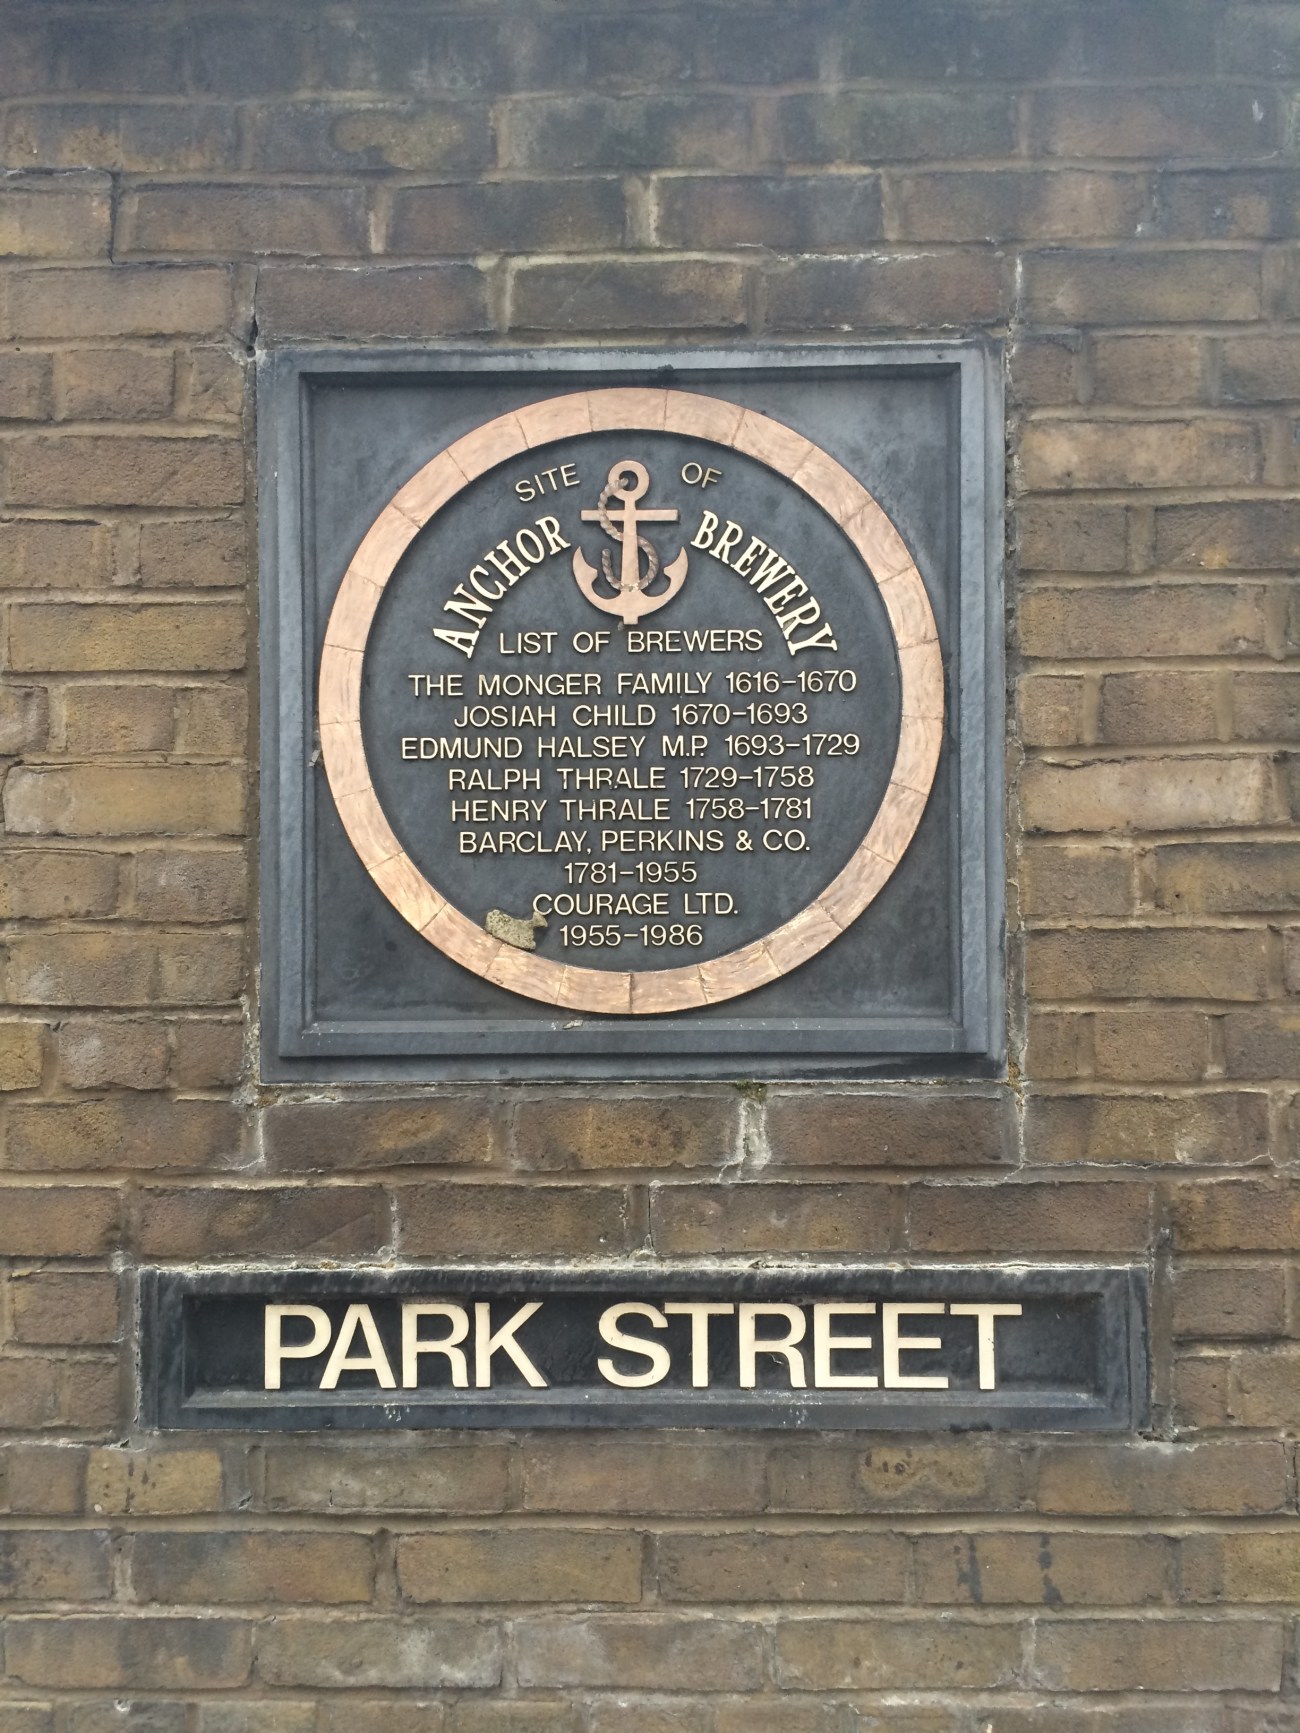 SITE OF
ANCHOR BREWERY
LIST OF BREWERS
THE MONGER FAMILY 1616-1670
JOSIAH CHILD 1670-1693
EDMUND HALSEY M.P. 1693-1729
RALPH THRALE 1729-1758
HENRY THRALE 1758-1781
BARCLAY, PERKINS & CO.
1781-1955
COURAGE LTD.
1955-1986
PARK STREET